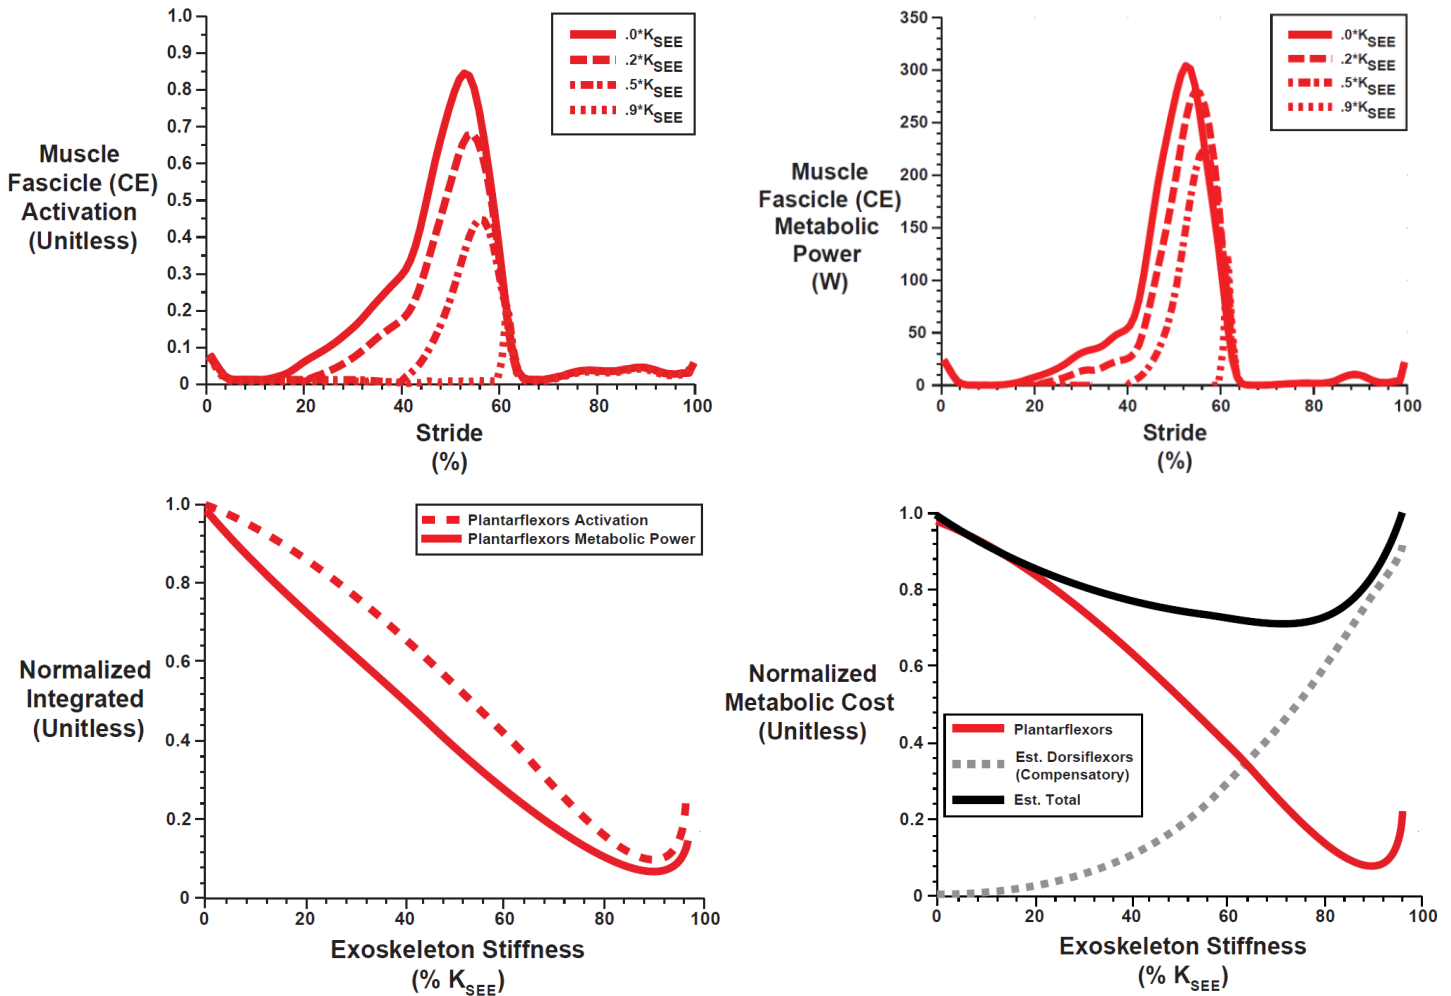 1.0
0.9
0.8
0.7
0.6
0.5
0.4
0.3
0.2
0.1
0
Muscle
Fascicle (CE)
Activation
(Unitless)
.0*KSEE
.2*KSEE
.5*KSEE
.9*KSEE
0 20 40 60 80 100
Stride
(%)
350
300
250
200
150
100
50
0
Muscle
Fascicle (CE)
Metabolic
Power
(W)
.0*KSEE
.2*KSEE
.5*KSEE
.9*KSEE
0 20 40 60 80 100
Stride
(%)
1.0
0.8
0.6
0.4
0.2
0
Normalized
Integrated
(Unitless)
Plantarflexors Activation
Plantarflexors Metabolic Power
0 20 40 60 80 100
Exoskeleton Stiffness
(% KSEE)
1.0
0.8
0.6
0.4
0.2
0
Normalized
Metabolic Cost
(Unitless)
Plantarflexors
Est. Dorsiflexors
(Compensatory)
Est. Total
0 20 40 60 80 100
Exoskeleton Stiffness
(% KSEE)